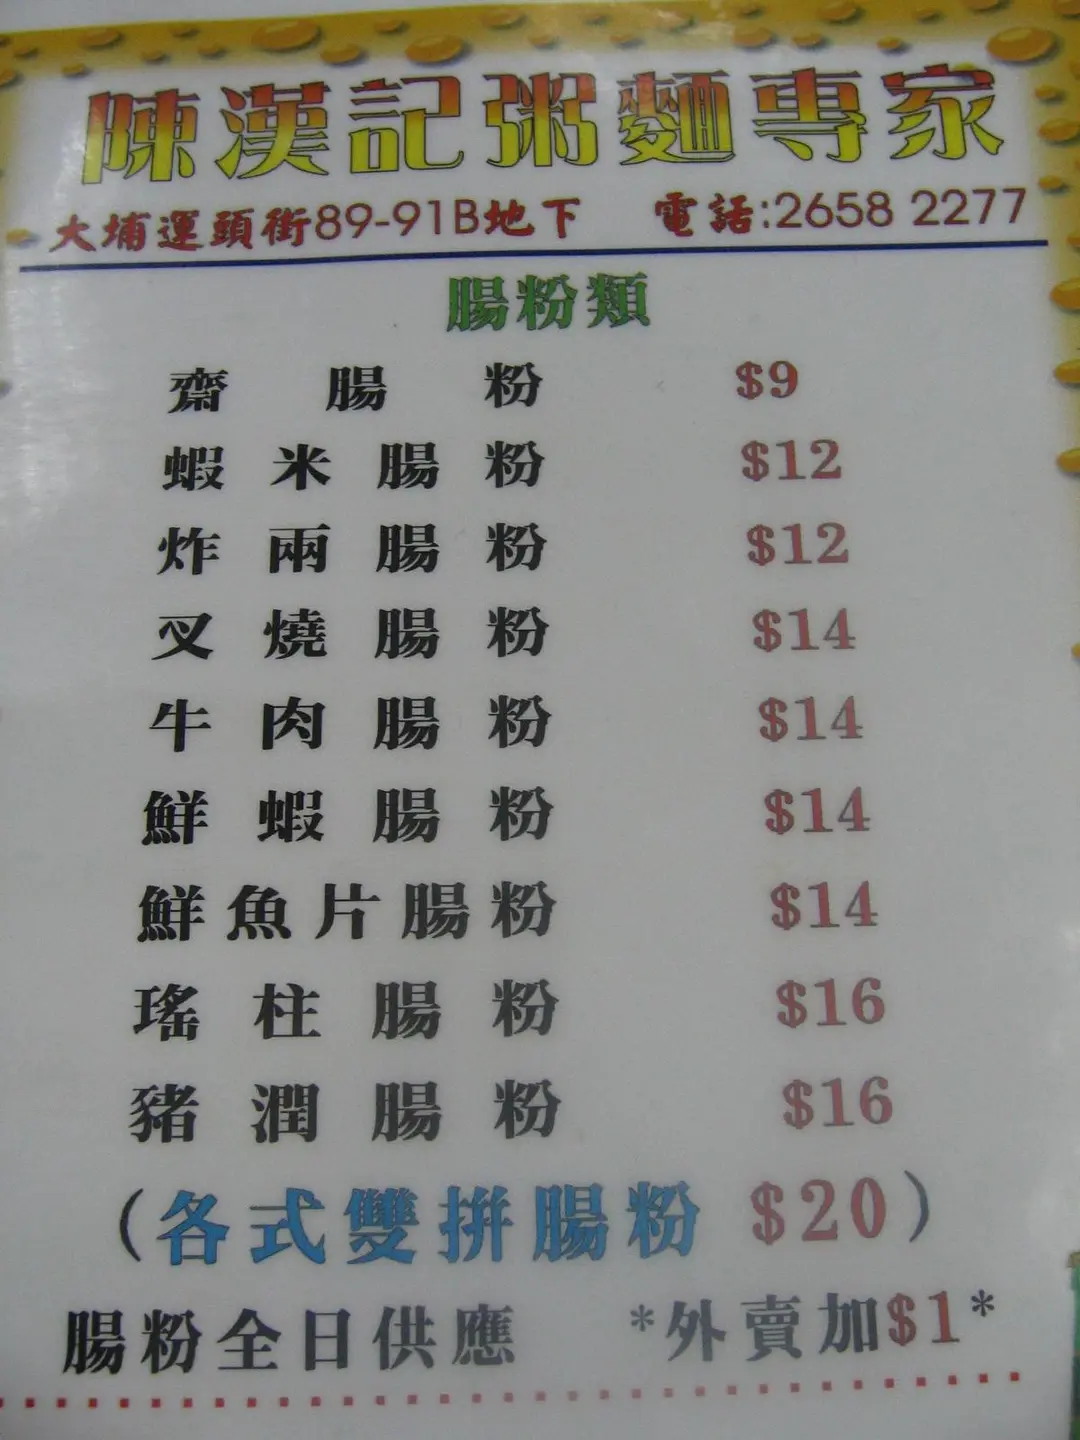 陳漢記粥麵專家
大埔運頭街89-91B地下 電話:2658 2277
腸粉類
齋腸粉 $9
蝦米腸粉 $12
炸兩腸粉 $12
叉燒腸粉 $14
牛肉腸粉 $14
鮮蝦腸粉 $14
鮮魚片腸粉 $14
瑤柱腸粉 $16
豬潤腸粉 $16
(各式雙拼腸粉 $20)
腸粉全日供應 *外賣加$1*